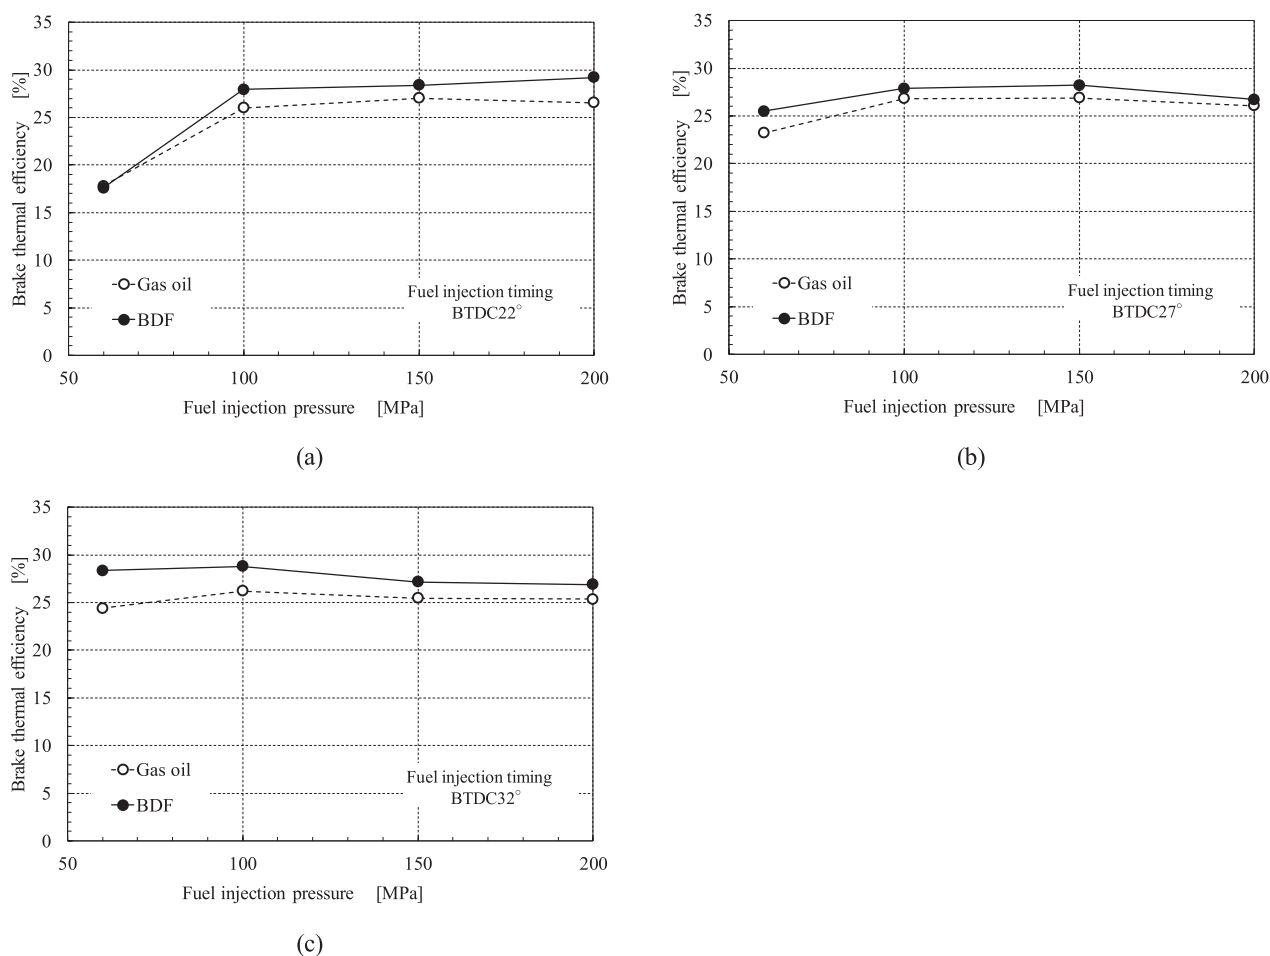 35
30
25
20
15
10
5
0
Brake thermal efficiency [%]
Gas oil
BDF
Fuel injection timing
BTDC22°
50 100 150 200
Fuel injection pressure [MPa]
(a)
35
30
25
20
15
10
5
0
Brake thermal efficiency [%]
Gas oil
BDF
Fuel injection timing
BTDC27°
50 100 150 200
Fuel injection pressure [MPa]
(b)
35
30
25
20
15
10
5
0
Brake thermal efficiency [%]
Gas oil
BDF
Fuel injection timing
BTDC32°
50 100 150 200
Fuel injection pressure [MPa]
(c)